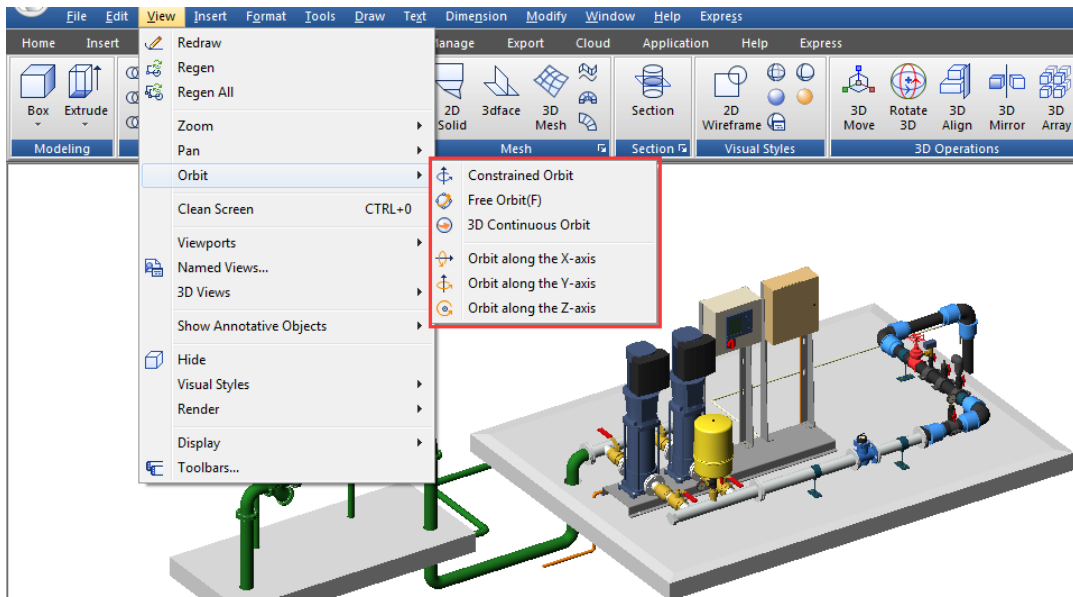 File Edit View Insert Format Tools Draw Text Dimension Modify Window Help Express
Home Insert lanage Export Cloud Application Help Express
Redraw
Regen
Regen All
Zoom
Pan
Orbit
Clean Screen CTRL+0
Viewports
Named Views...
3D Views
Show Annotative Objects
Hide
Visual Styles
Render
Display
Toolbars...
Constrained Orbit
Free Orbit(F)
3D Continuous Orbit
Orbit along the X-axis
Orbit along the Y-axis
Orbit along the Z-axis
Box Extrude
Modeling
2D Solid
3dface
3D Mesh
Mesh
Section
Section
2D Wireframe
Visual Styles
3D Move
Rotate 3D
3D Align
3D Mirror
3D Array
3D Operations